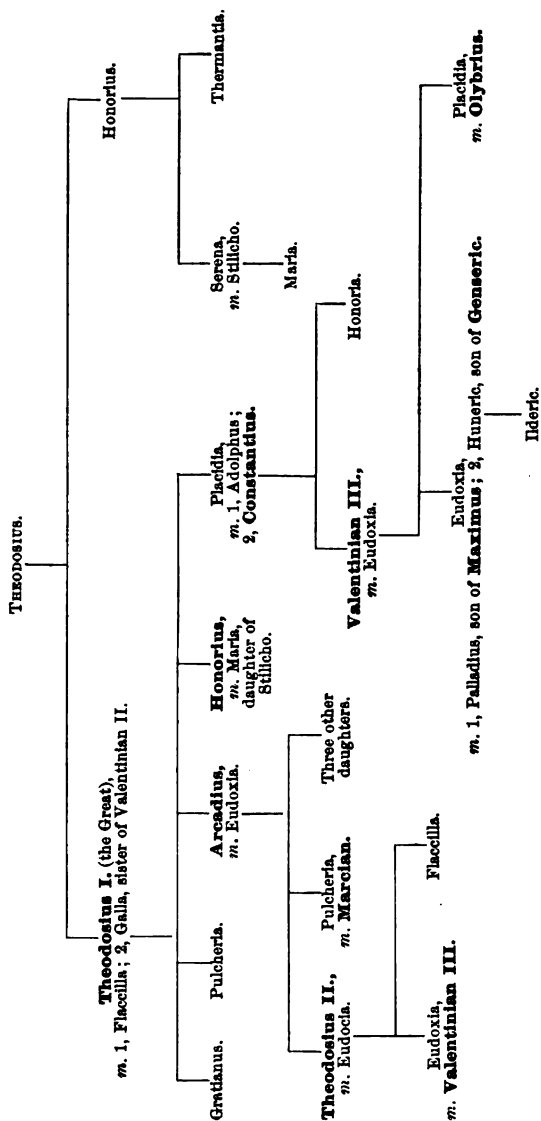 THEODOSIUS.
Theodosius I. (the Great),
m. 1, Flaccilla; 2, Galla, sister of Valentinian II.
Honorius.
Gratianus.
Pulcheria.
Arcadius,
m. Eudoxia.
Honorius,
m. Maria,
daughter of
Stilicho.
Placidia,
m. 1, Adolphus;
2, Constantius.
Serena,
m. Stilicho.
Thermantia.
Theodosius II.,
m. Eudocia.
Pulcheria,
m. Marcian.
Three other
daughters.
Valentinian III.,
m. Eudoxia.
Honoria.
Maria.
Eudoxia,
m. Valentinian III.
Flaccilla.
Eudoxia,
m. 1, Palladius, son of Maximus; 2, Huneric, son of Genseric.
Placidia,
m. Olybrius.
Ilderic.